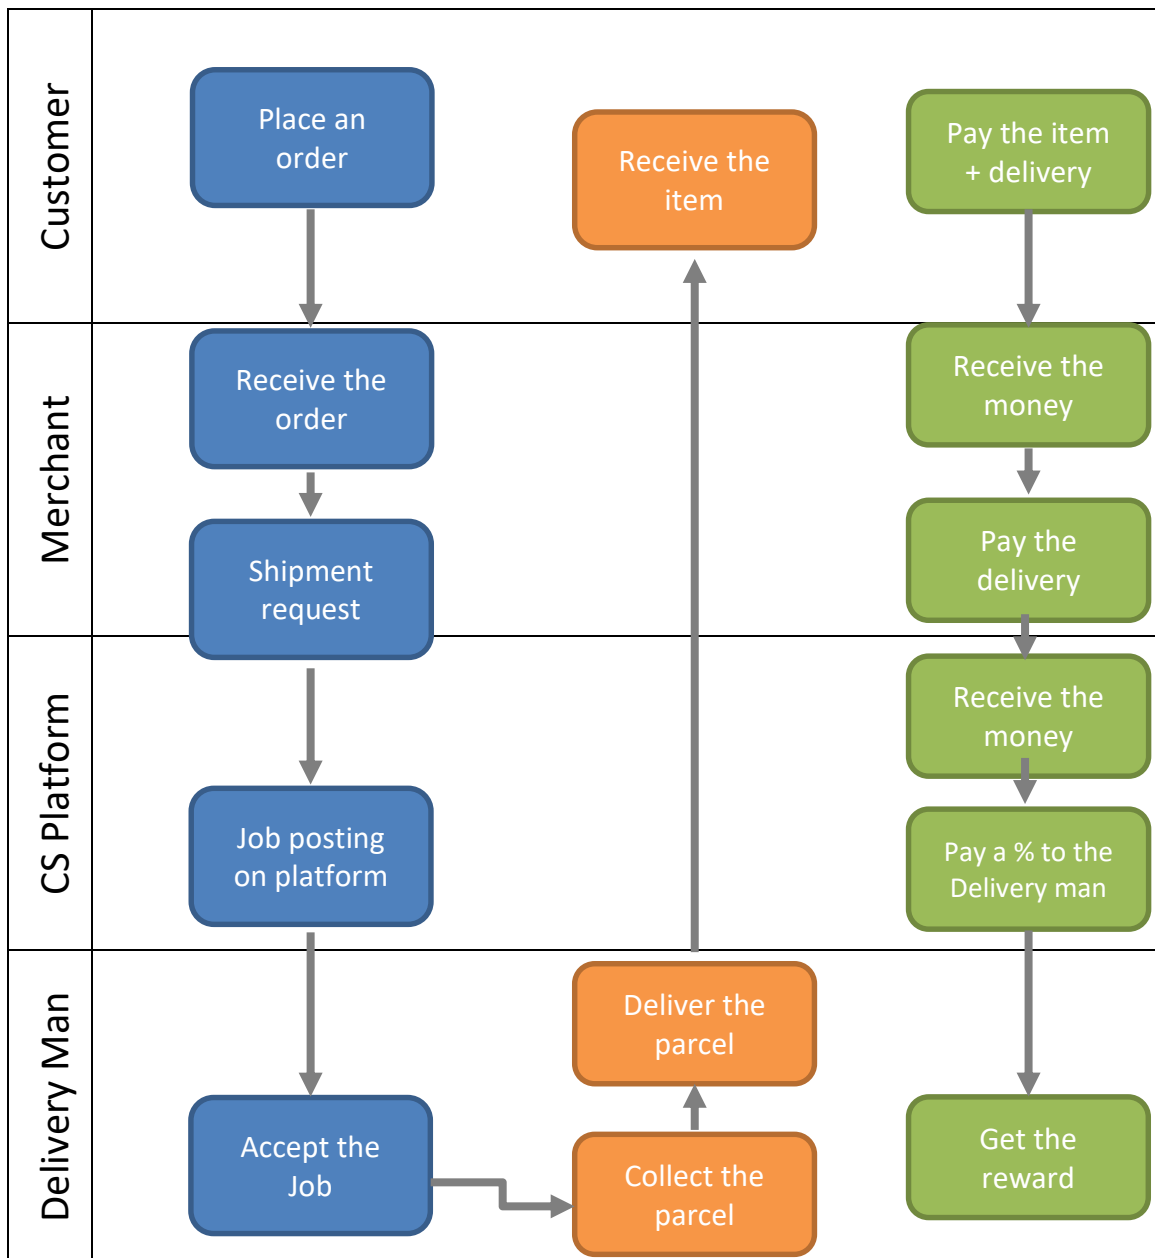 Customer
Place an
order
Receive the
item
Pay the item
+ delivery
Merchant
Receive the
order
Shipment
request
Receive the
money
Pay the
delivery
CS Platform
Job posting
on platform
Receive the
money
Pay a % to the
Delivery man
Delivery Man
Accept the
Job
Deliver the
parcel
Collect the
parcel
Get the
reward